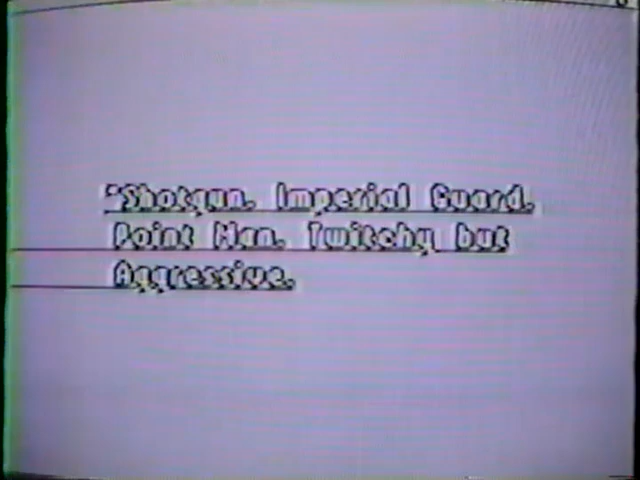 "Shotgun. Imperial Guard.
Point Man. Twitchy but
Aggressive.